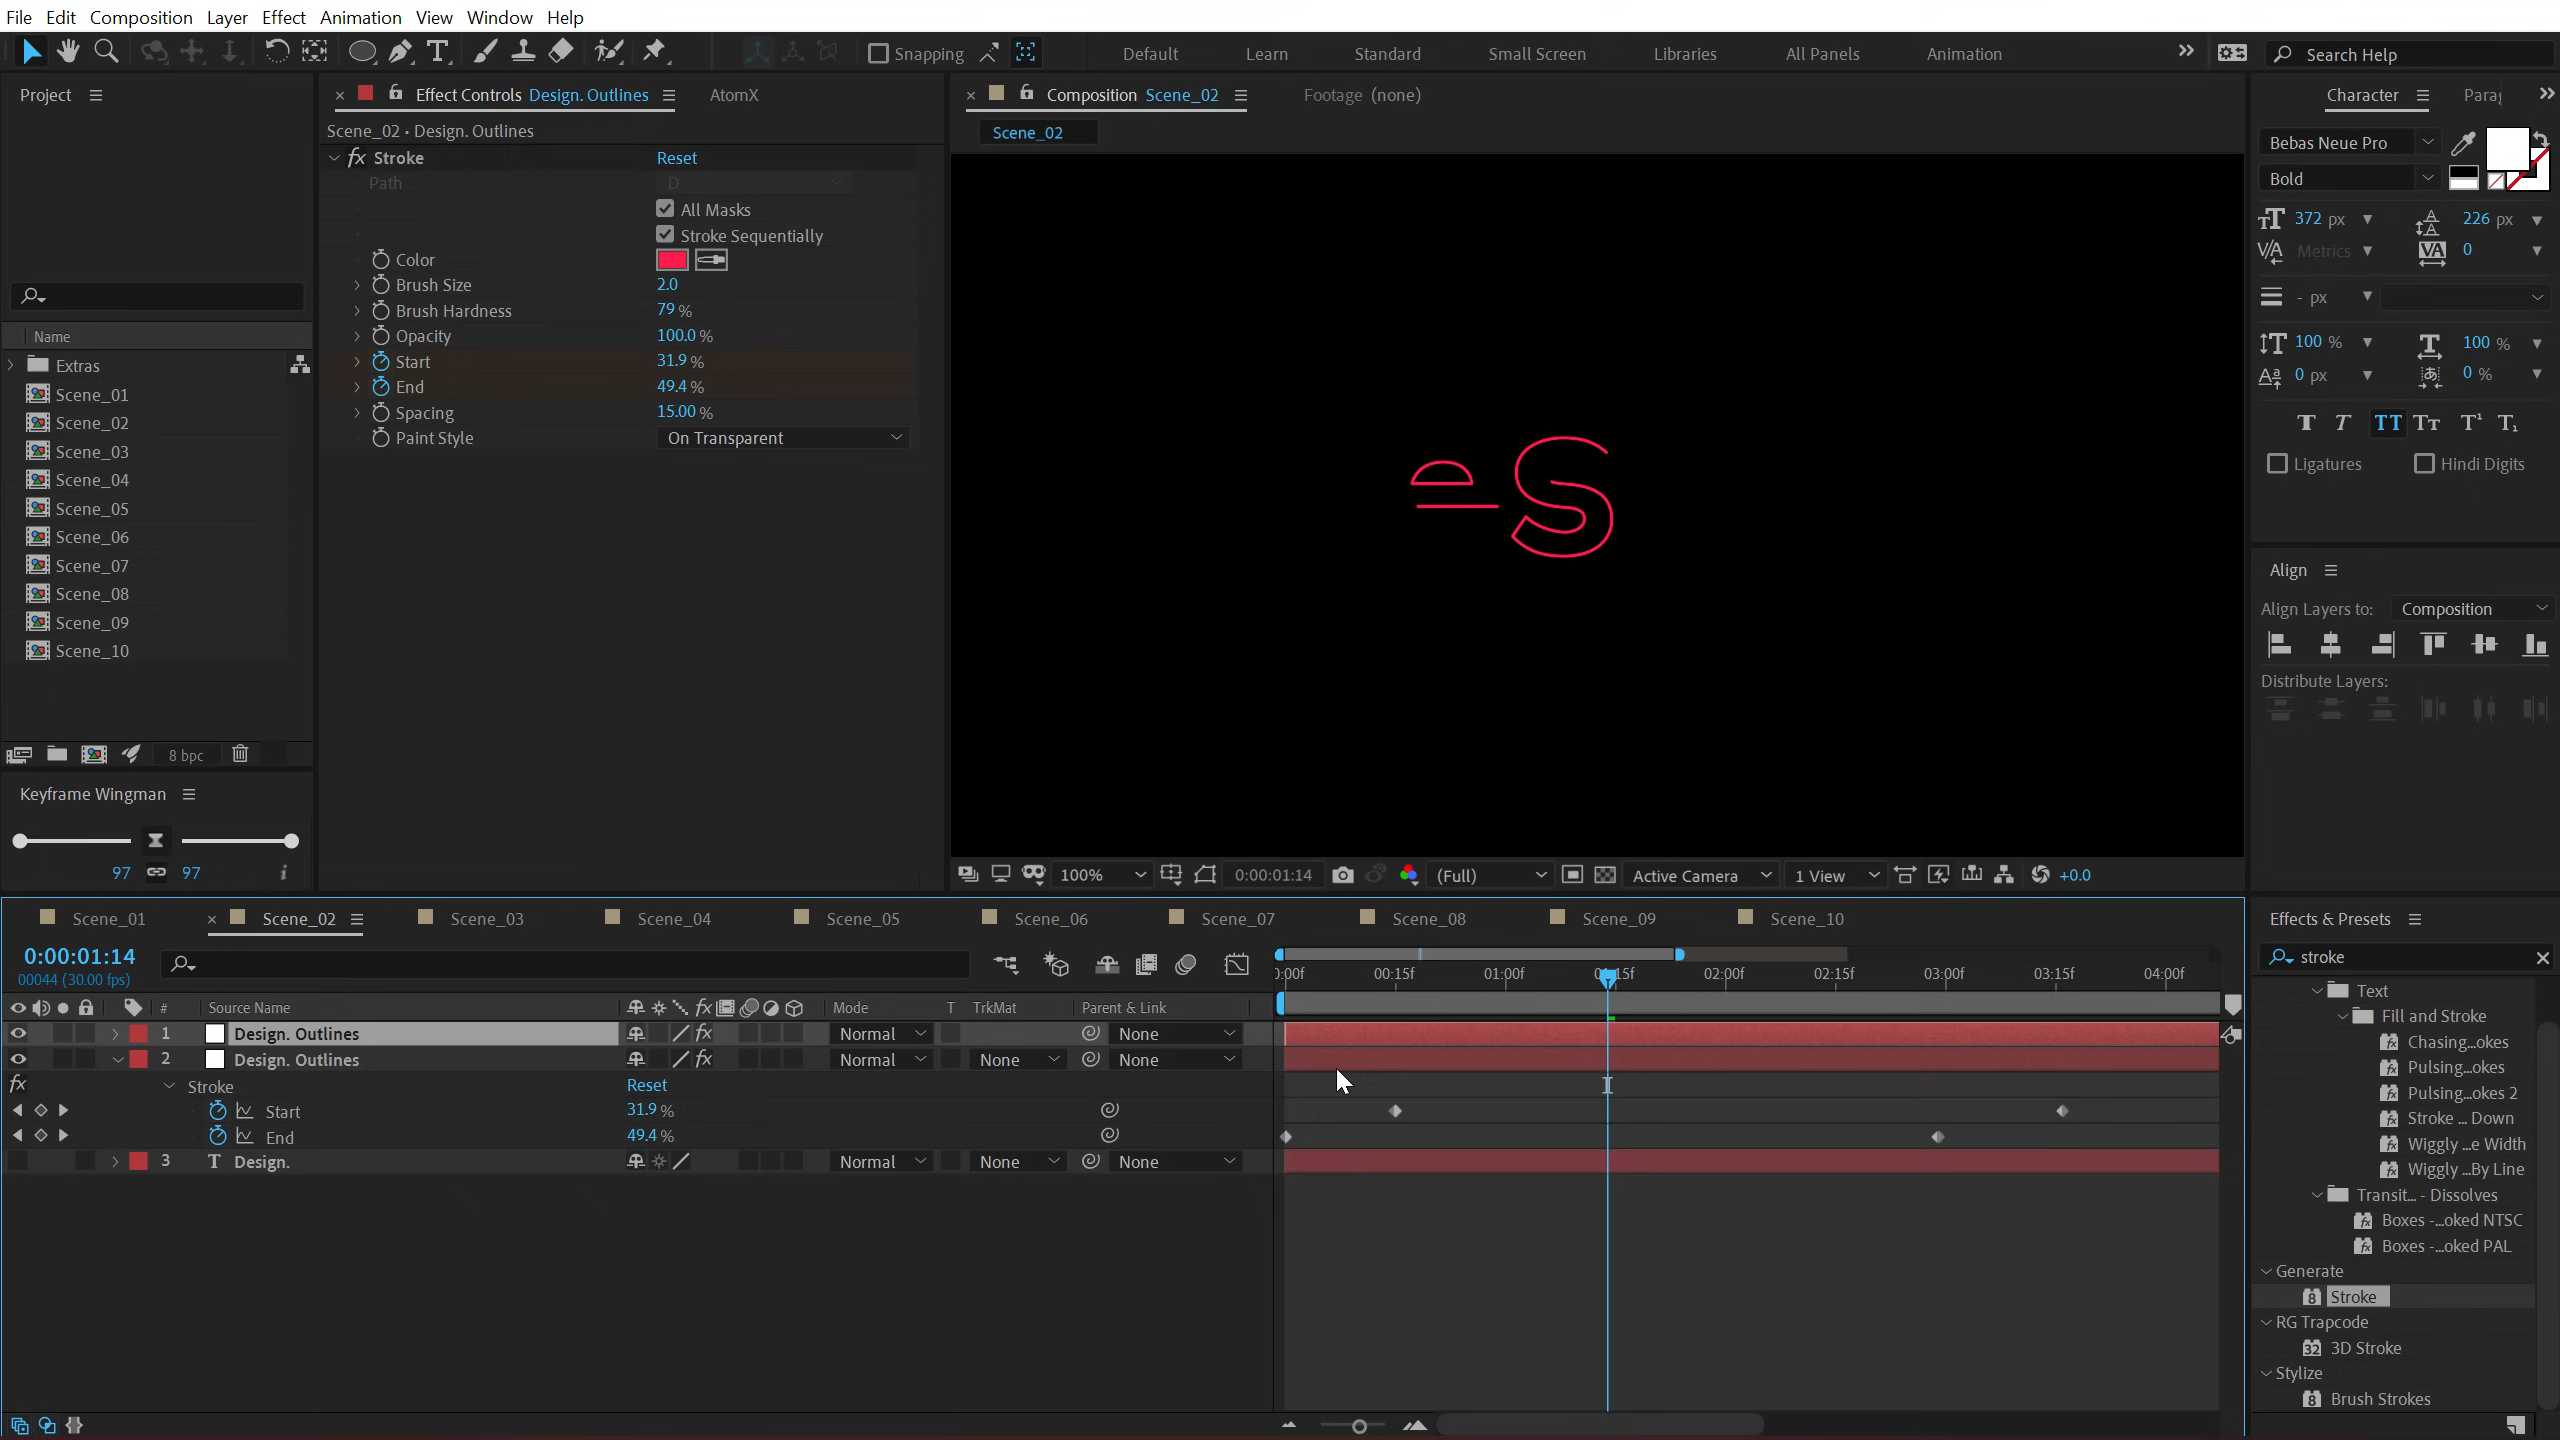 File Edit Composition Layer Effect Animation View Window Help
Snapping Default Learn Standard Small Screen Libraries All Panels Animation Search Help
Project
Effect Controls Design. Outlines AtomX
Scene_02 • Design. Outlines
fx Stroke Reset
Path D
All Masks
Stroke Sequentially
Color
Brush Size 2.0
Brush Hardness 79 %
Opacity 100.0 %
Start 31.9 %
End 49.4 %
Spacing 15.00 %
Paint Style On Transparent
Name
Extras
Scene_01
Scene_02
Scene_03
Scene_04
Scene_05
Scene_06
Scene_07
Scene_08
Scene_09
Scene_10
8 bpc
Keyframe Wingman
97 97
Composition Scene_02 Footage (none)
Scene_02
S
100% 0:00:01:14 (Full) Active Camera 1 View +0.0
Character
Bebas Neue Pro
Bold
372 px 226 px
Metrics 0
- px
100 % 100 %
0 px 0 %
Ligatures Hindi Digits
Align
Align Layers to: Composition
Distribute Layers:
Scene_01 Scene_02 Scene_03 Scene_04 Scene_05 Scene_06 Scene_07 Scene_08 Scene_09 Scene_10
0:00:01:14
00044 (30.00 fps)
:00f 00:15f 01:00f 15f 02:00f 02:15f 03:00f 03:15f 04:00f
# Source Name fx Mode T TrkMat Parent & Link
1 Design. Outlines fx Normal None
2 Design. Outlines fx Normal None None
fx Stroke Reset
Start 31.9 %
End 49.4 %
3 T Design. Normal None None
Effects & Presets
stroke
Text
Fill and Stroke
Chasing...okes
Pulsing...okes
Pulsing...okes 2
Stroke ... Down
Wiggly ...e Width
Wiggly ...By Line
Transit... - Dissolves
Boxes -...oked NTSC
Boxes -...oked PAL
Generate
Stroke
RG Trapcode
3D Stroke
Stylize
Brush Strokes